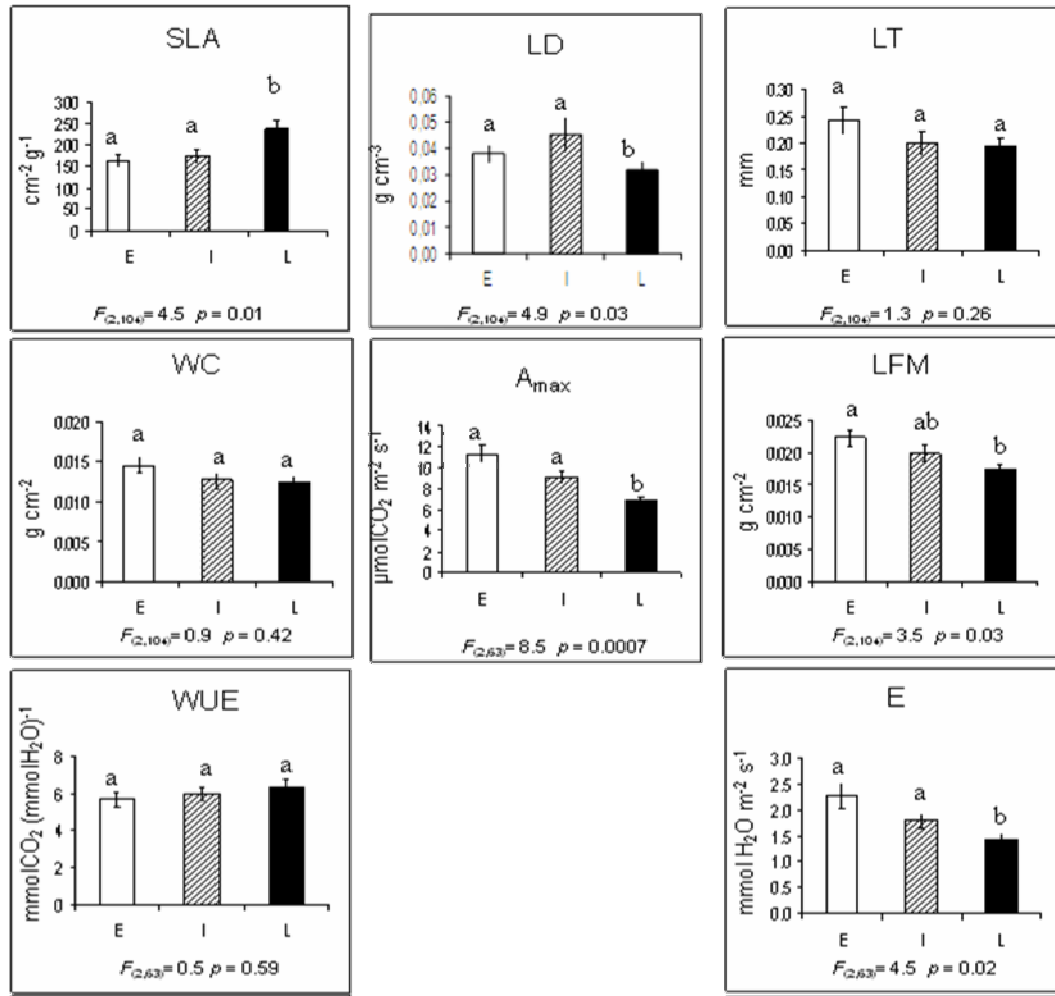 SLA
b
a a
300
250
200
150
100
50
0
cm⁻² g⁻¹
E I L
F(2,104)= 4.5 p = 0.01
LD
a
a
b
0,06
0,05
0,04
0,03
0,02
0,01
0,00
g cm⁻³
E I L
F(2,104)= 4.9 p = 0.03
LT
a
a a
0.30
0.25
0.20
0.15
0.10
0.05
0.00
mm
E I L
F(2,104)= 1.3 p = 0.26
WC
a
a a
0.020
0.015
0.010
0.005
0.000
g cm⁻²
E I L
F(2,104)= 0.9 p = 0.42
Amax
a
a
b
14
12
10
8
6
4
2
0
µmolCO₂ m⁻² s⁻¹
E I L
F(2,63)= 8.5 p = 0.0007
LFM
a ab
b
0.025
0.020
0.015
0.010
0.005
0.000
g cm⁻²
E I L
F(2,104)= 3.5 p = 0.03
WUE
a a a
8
6
4
2
0
mmolCO₂ (mmolH₂O)⁻¹
E I L
F(2,63)= 0.5 p = 0.59
E
a
a
b
3.0
2.5
2.0
1.5
1.0
0.5
0.0
mmol H₂O m⁻² s⁻¹
E I L
F(2,63)= 4.5 p = 0.02